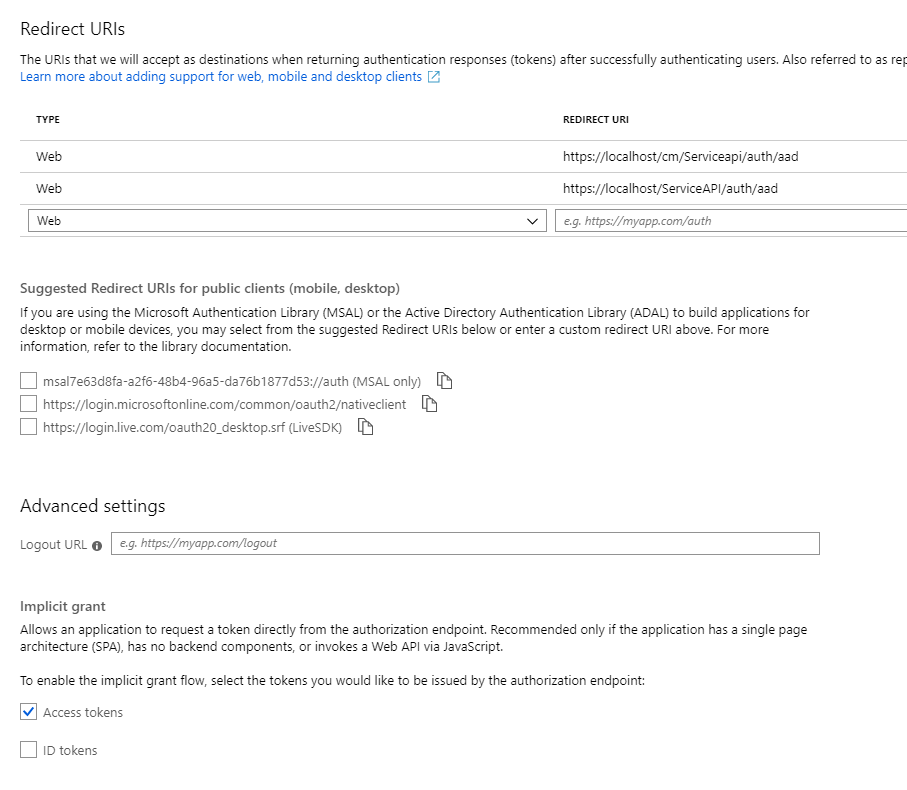 Redirect URIs
The URIs that we will accept as destinations when returning authentication responses (tokens) after successfully authenticating users. Also referred to as
Learn more about adding support for web, mobile and desktop clients
TYPE REDIRECT URI
Web https://localhost/cm/Serviceapi/auth/aad
Web https://localhost/ServiceAPI/auth/aad
Web e.g. https://myapp.com/auth
Suggested Redirect URIs for public clients (mobile, desktop)
If you are using the Microsoft Authentication Library (MSAL) or the Active Directory Authentication Library (ADAL) to build applications for
desktop or mobile devices, you may select from the suggested Redirect URIs below or enter a custom redirect URI above. For more
information, refer to the library documentation.
msal7e63d8fa-a2f6-48b4-96a5-da76b1877d53://auth (MSAL only)
https://login.microsoftonline.com/common/oauth2/nativeclient
https://login.live.com/oauth20_desktop.srf (LiveSDK)
Advanced settings
Logout URL e.g. https://myapp.com/logout
Implicit grant
Allows an application to request a token directly from the authorization endpoint. Recommended only if the application has a single page
architecture (SPA), has no backend components, or invokes a Web API via JavaScript.
To enable the implicit grant flow, select the tokens you would like to be issued by the authorization endpoint:
Access tokens
ID tokens